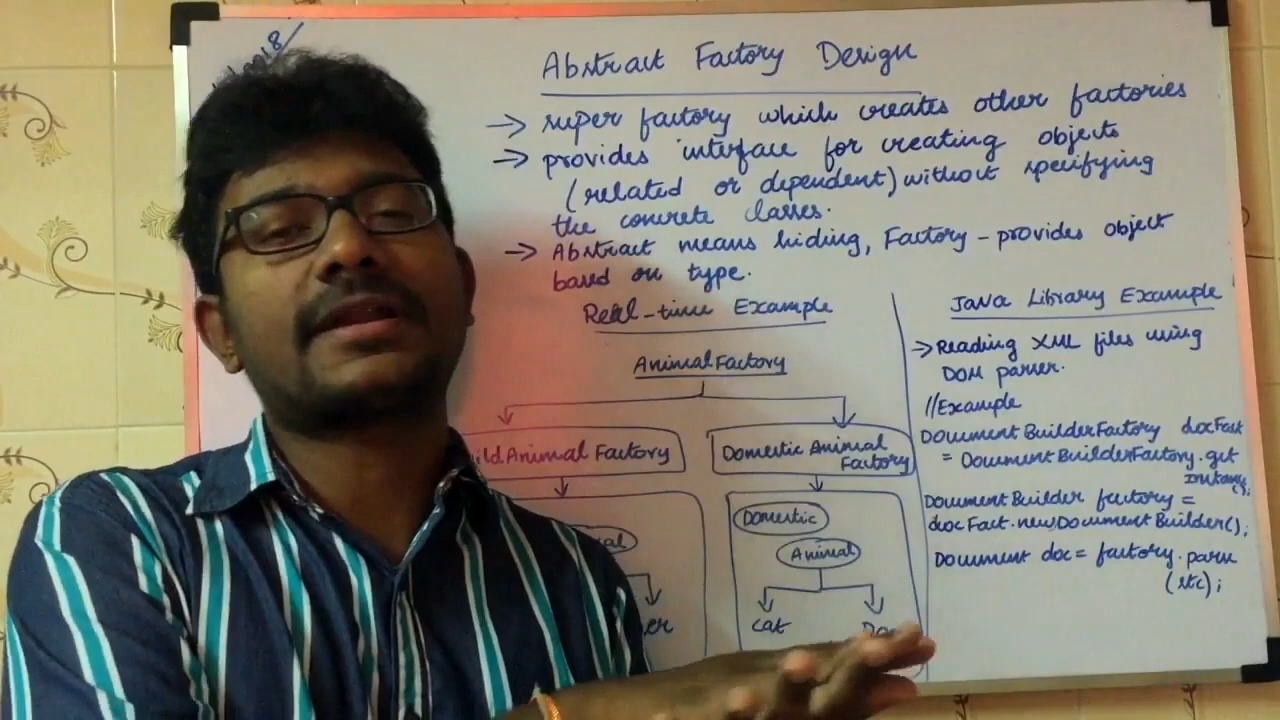 Abstract Factory Design
→ super factory which creates other factories
→ provides interface for creating objects
(related or dependent) without specifying
the concrete classes.
→ Abstract means hiding, Factory - provides object
based on type.
Real-time Example
AnimalFactory
ildAnimal Factory
Domestic Animal
Factory
Domestic
Animal
cat
Java Library Example
→ Reading XML files using
DOM parser.
//Example
DocumentBuilderFactory docFact
= DocumentBuilderFactory.get
Instance();
DocumentBuilder factory =
docFact.newDocumentBuilder();
Document doc = factory.parse
(etc);